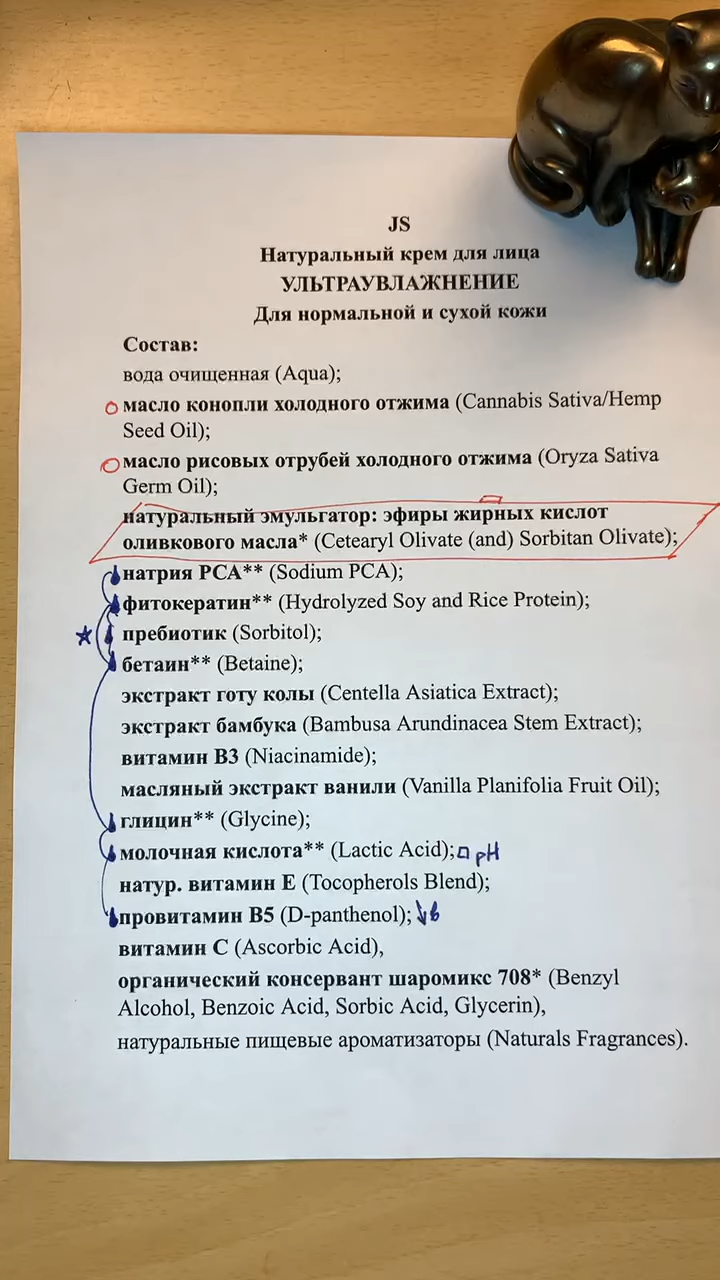 JS
Натуральный крем для лица
УЛЬТРАУВЛАЖНЕНИЕ
Для нормальной и сухой кожи
Состав:
вода очищенная (Aqua);
масло конопли холодного отжима (Cannabis Sativa/Hemp
Seed Oil);
масло рисовых отрубей холодного отжима (Oryza Sativa
Germ Oil);
натуральный эмульгатор: эфиры жирных кислот
оливкового масла* (Cetearyl Olivate (and) Sorbitan Olivate);
натрия PCA** (Sodium PCA);
фитокератин** (Hydrolyzed Soy and Rice Protein);
пребиотик (Sorbitol);
бетаин** (Betaine);
экстракт готу колы (Centella Asiatica Extract);
экстракт бамбука (Bambusa Arundinacea Stem Extract);
витамин B3 (Niacinamide);
масляный экстракт ванили (Vanilla Planifolia Fruit Oil);
глицин** (Glycine);
молочная кислота** (Lactic Acid); pH
натур. витамин Е (Tocopherols Blend);
провитамин B5 (D-panthenol);
витамин С (Ascorbic Acid),
органический консервант шаромикс 708* (Benzyl
Alcohol, Benzoic Acid, Sorbic Acid, Glycerin),
натуральные пищевые ароматизаторы (Naturals Fragrances).